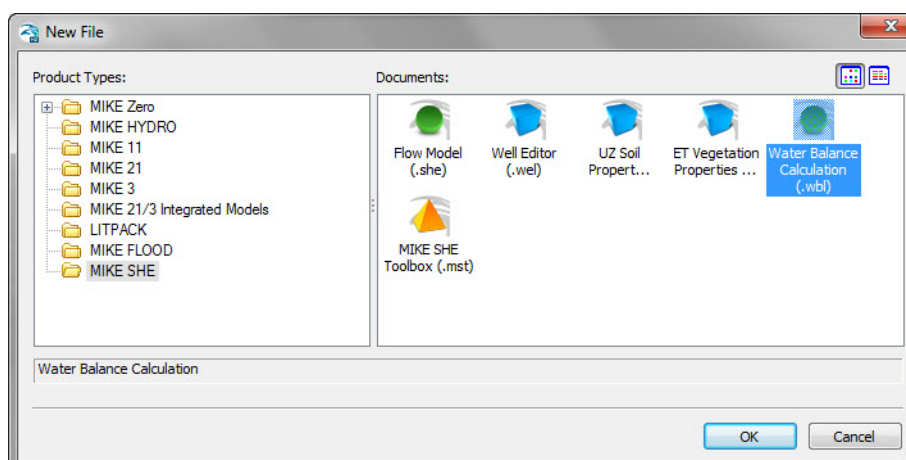 New File
Product Types:
MIKE Zero
MIKE HYDRO
MIKE 11
MIKE 21
MIKE 3
MIKE 21/3 Integrated Models
LITPACK
MIKE FLOOD
MIKE SHE
Documents:
Flow Model
(.she)
Well Editor
(.wel)
UZ Soil
Propert...
ET Vegetation
Properties ...
Water Balance
Calculation
(.wbl)
MIKE SHE
Toolbox (.mst)
Water Balance Calculation
OK
Cancel